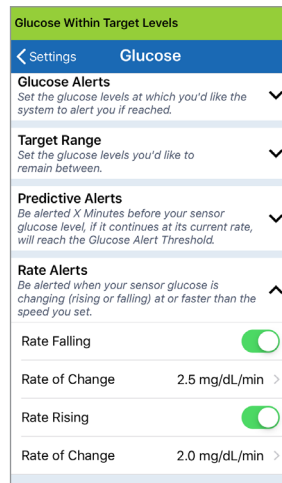 Glucose Within Target Levels
Settings
Glucose
Glucose Alerts
Set the glucose levels at which you'd like the
system to alert you if reached.
Target Range
Set the glucose levels you'd like to
remain between.
Predictive Alerts
Be alerted X Minutes before your sensor
glucose level, if it continues at its current rate,
will reach the Glucose Alert Threshold.
Rate Alerts
Be alerted when your sensor glucose is
changing (rising or falling) at or faster than the
speed you set.
Rate Falling
Rate of Change 2.5 mg/dL/min
Rate Rising
Rate of Change 2.0 mg/dL/min